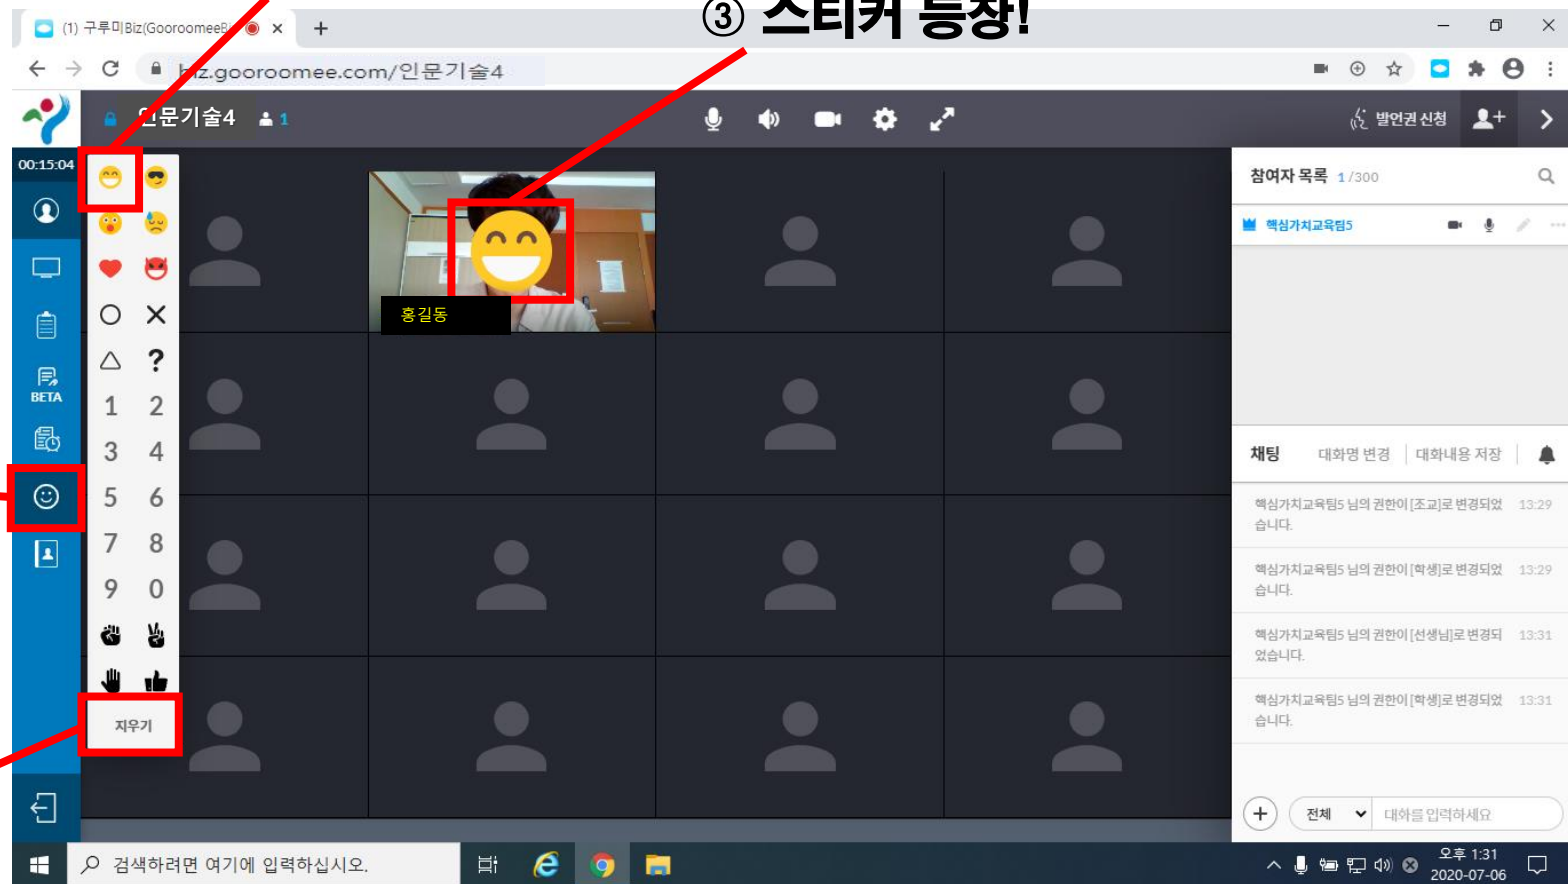 ③ 스티커 등장!
(1) 구루미Biz(GooroomeeBi
biz.gooroomee.com/인문기술4
인문기술4 1
발언권 신청
00:15:04
참여자 목록 1 /300
핵심가치교육팀5
홍길동
BETA
?
1 2
3 4
5 6
7 8
9 0
지우기
채팅 대화명 변경 대화내용 저장
핵심가치교육팀5 님의 권한이 [조교]로 변경되었 13:29
습니다.
핵심가치교육팀5 님의 권한이 [학생]로 변경되었 13:29
습니다.
핵심가치교육팀5 님의 권한이 [선생님]로 변경되 13:31
었습니다.
핵심가치교육팀5 님의 권한이 [학생]로 변경되었 13:31
습니다.
전체 대화를 입력하세요
검색하려면 여기에 입력하십시오.
오후 1:31
2020-07-06